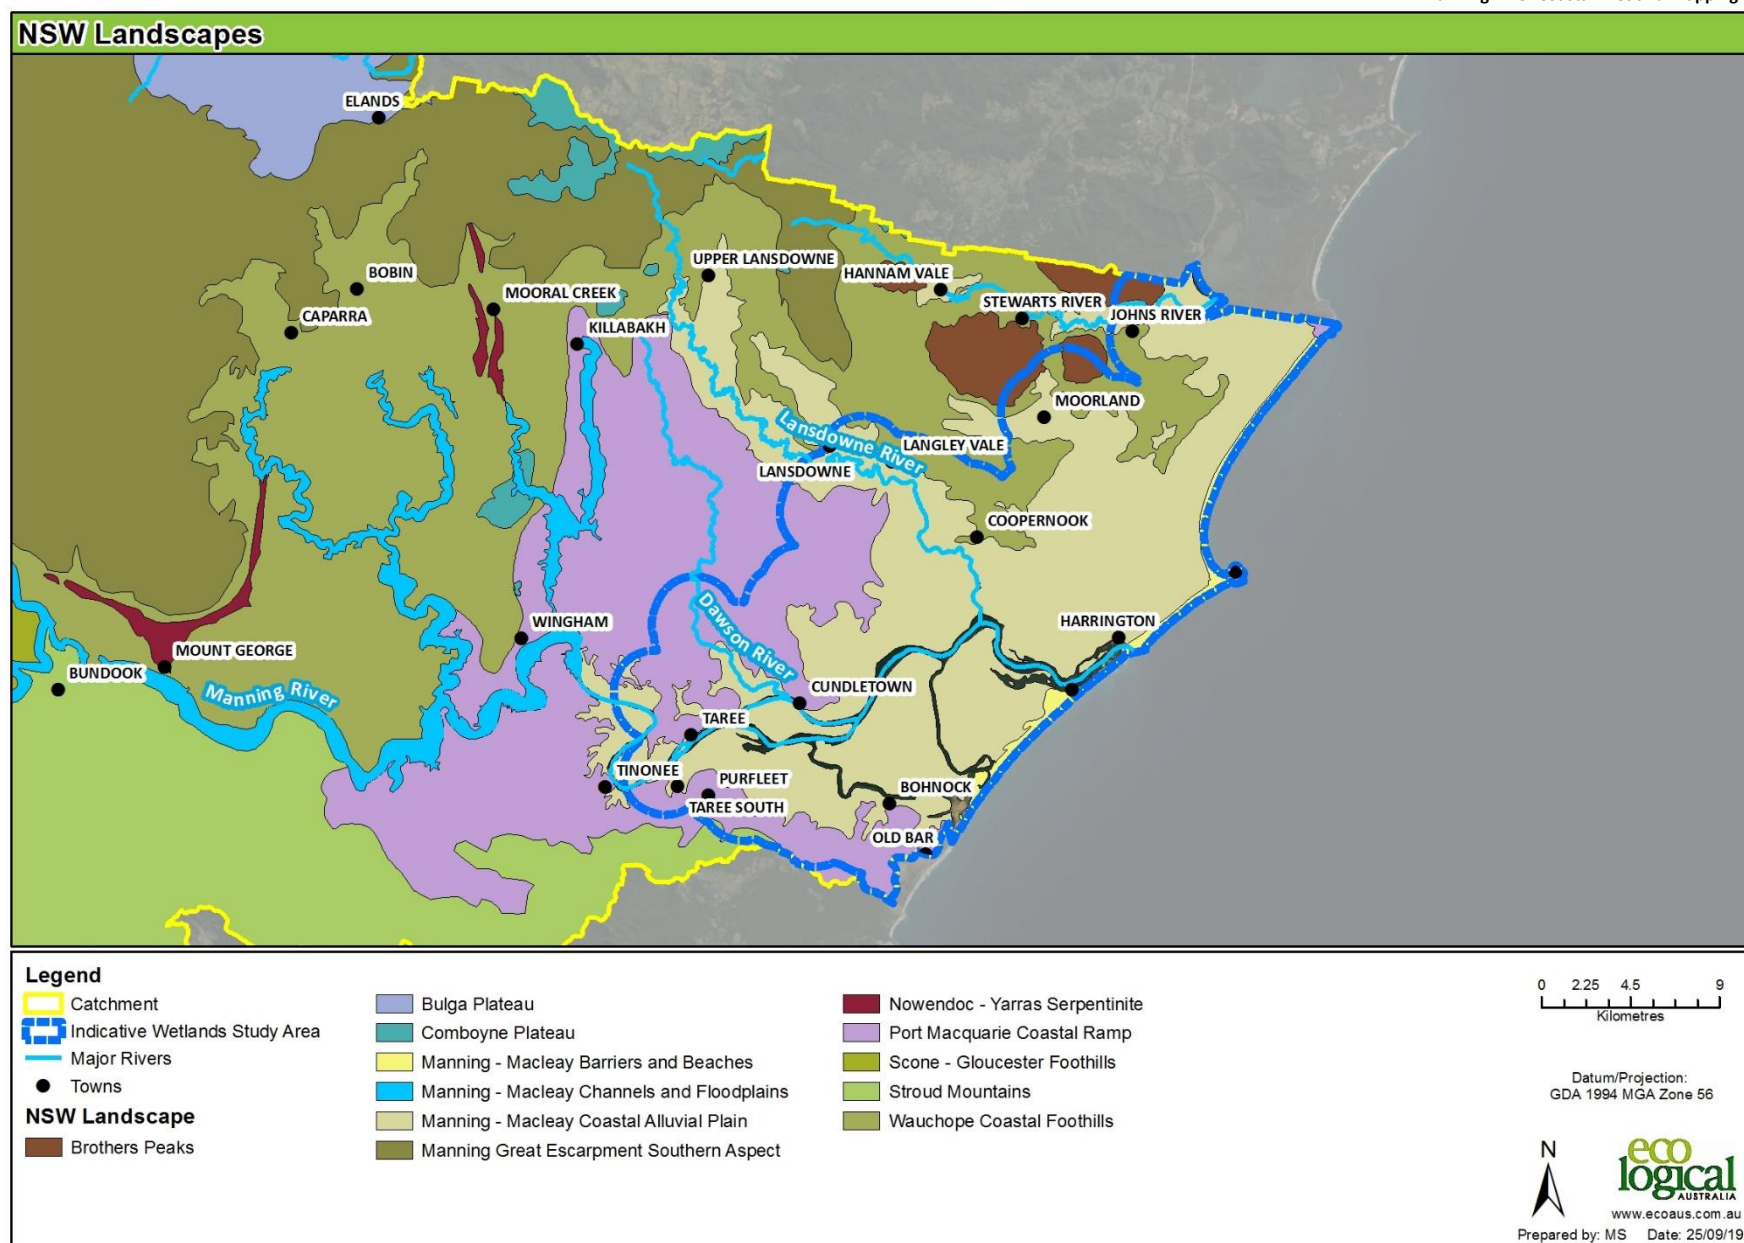 NSW Landscapes
ELANDS
UPPER LANSDOWNE
BOBIN
HANNAM VALE
MOORAL CREEK
STEWARTS RIVER
CAPARRA
KILLABAKH
JOHNS RIVER
MOORLAND
Lansdowne River
LANGLEY VALE
LANSDOWNE
COOPERNOOK
Dawson River
WINGHAM
HARRINGTON
MOUNT GEORGE
BUNDOOK
Manning River
CUNDLETOWN
TAREE
TINONEE
PURFLEET
BOHNOCK
TAREE SOUTH
OLD BAR
Legend
Catchment
Indicative Wetlands Study Area
Major Rivers
Towns
NSW Landscape
Brothers Peaks
Bulga Plateau
Comboyne Plateau
Manning - Macleay Barriers and Beaches
Manning - Macleay Channels and Floodplains
Manning - Macleay Coastal Alluvial Plain
Manning Great Escarpment Southern Aspect
Nowendoc - Yarras Serpentinite
Port Macquarie Coastal Ramp
Scone - Gloucester Foothills
Stroud Mountains
Wauchope Coastal Foothills
0 2.25 4.5 9
Kilometres
Datum/Projection:
GDA 1994 MGA Zone 56
N
eco
logical
AUSTRALIA
www.ecoaus.com.au
Prepared by: MS Date: 25/09/19